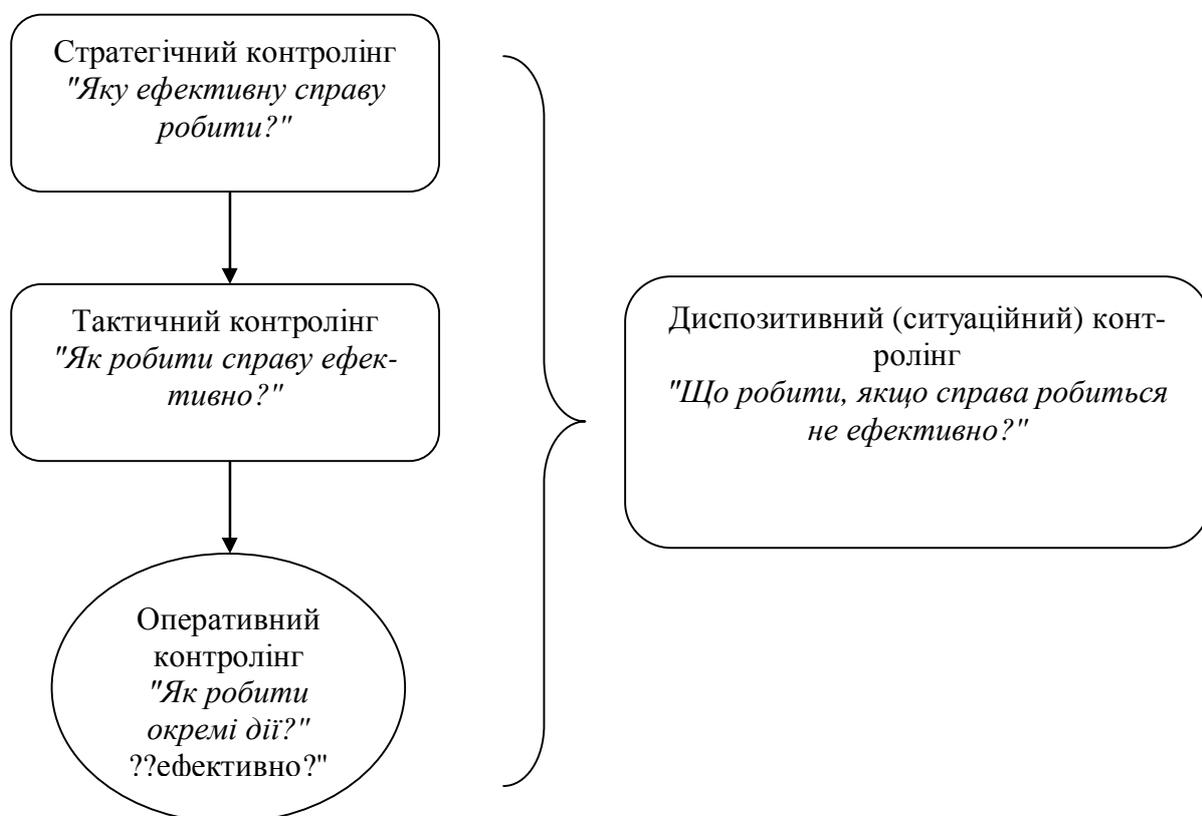 Стратегічний контролінг
"Яку ефективну справу
робити?"
Тактичний контролінг
"Як робити справу ефек-
тивно?"
Оперативний
контролінг
"Як робити
окремі дії?"
??ефективно?"
Диспозитивний (ситуаційний) конт-
ролінг
"Що робити, якщо справа робиться
не ефективно?"